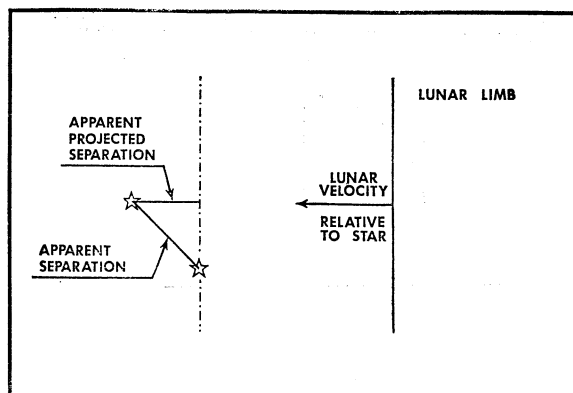 LUNAR LIMB
APPARENT
PROJECTED
SEPARATION
LUNAR
VELOCITY
RELATIVE
TO STAR
APPARENT
SEPARATION